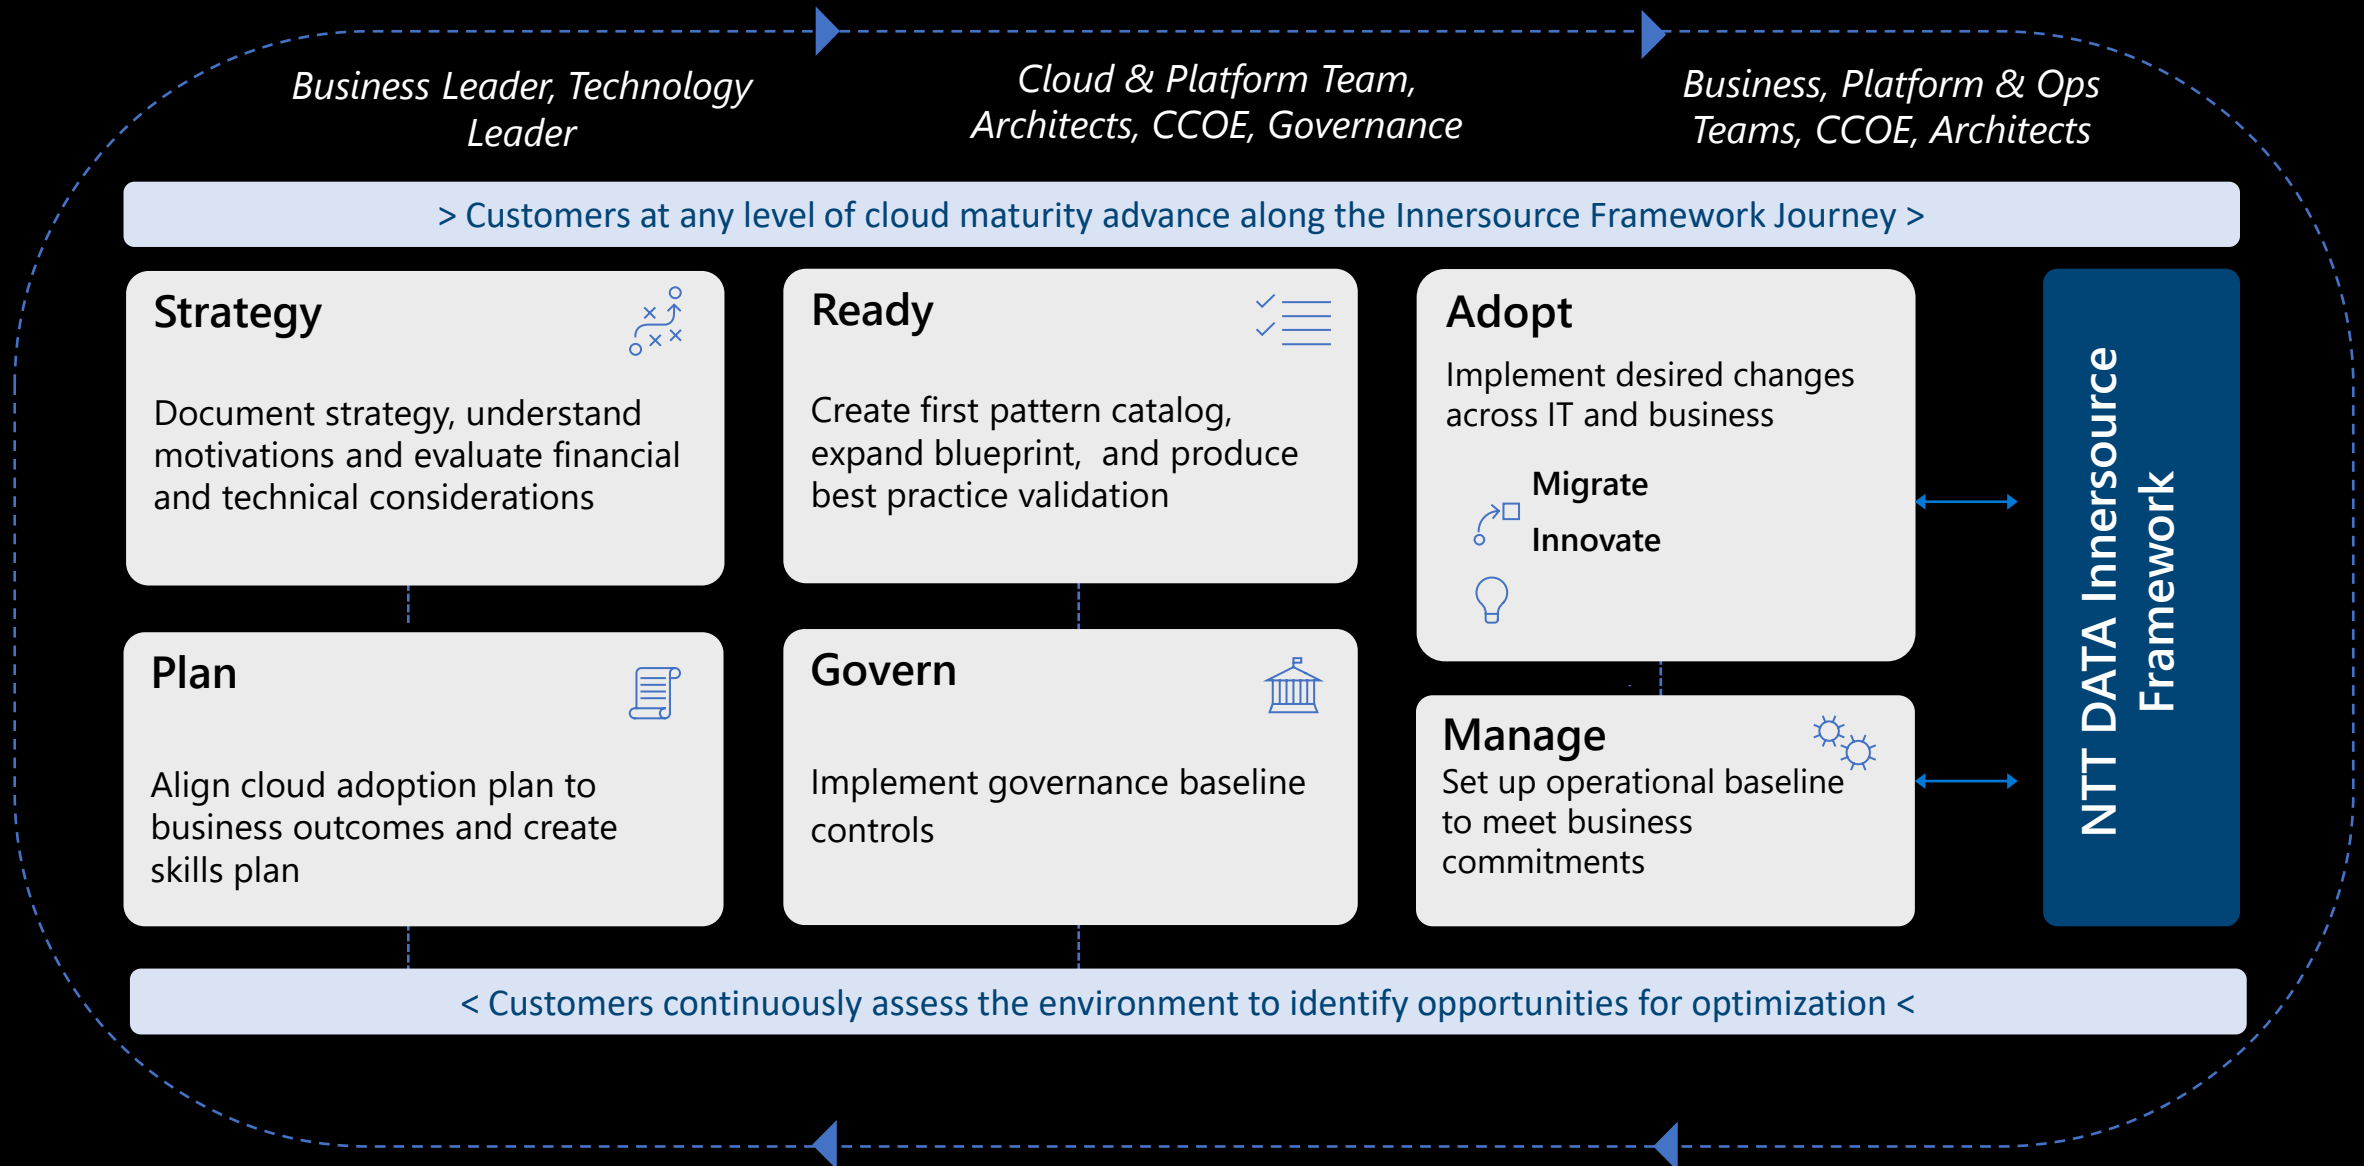 Business Leader, Technology
Leader
Cloud & Platform Team,
Architects, CCOE, Governance
Business, Platform & Ops
Teams, CCOE, Architects
> Customers at any level of cloud maturity advance along the Innersource Framework Journey >
Strategy
Document strategy, understand
motivations and evaluate financial
and technical considerations
Plan
Align cloud adoption plan to
business outcomes and create
skills plan
Ready
Create first pattern catalog,
expand blueprint,  and produce
best practice validation
Govern
Implement governance baseline
controls
Adopt
Implement desired changes
across IT and business
Migrate
Innovate
Manage
Set up operational baseline
to meet business
commitments
NTT DATA Innersource
Framework
< Customers continuously assess the environment to identify opportunities for optimization <